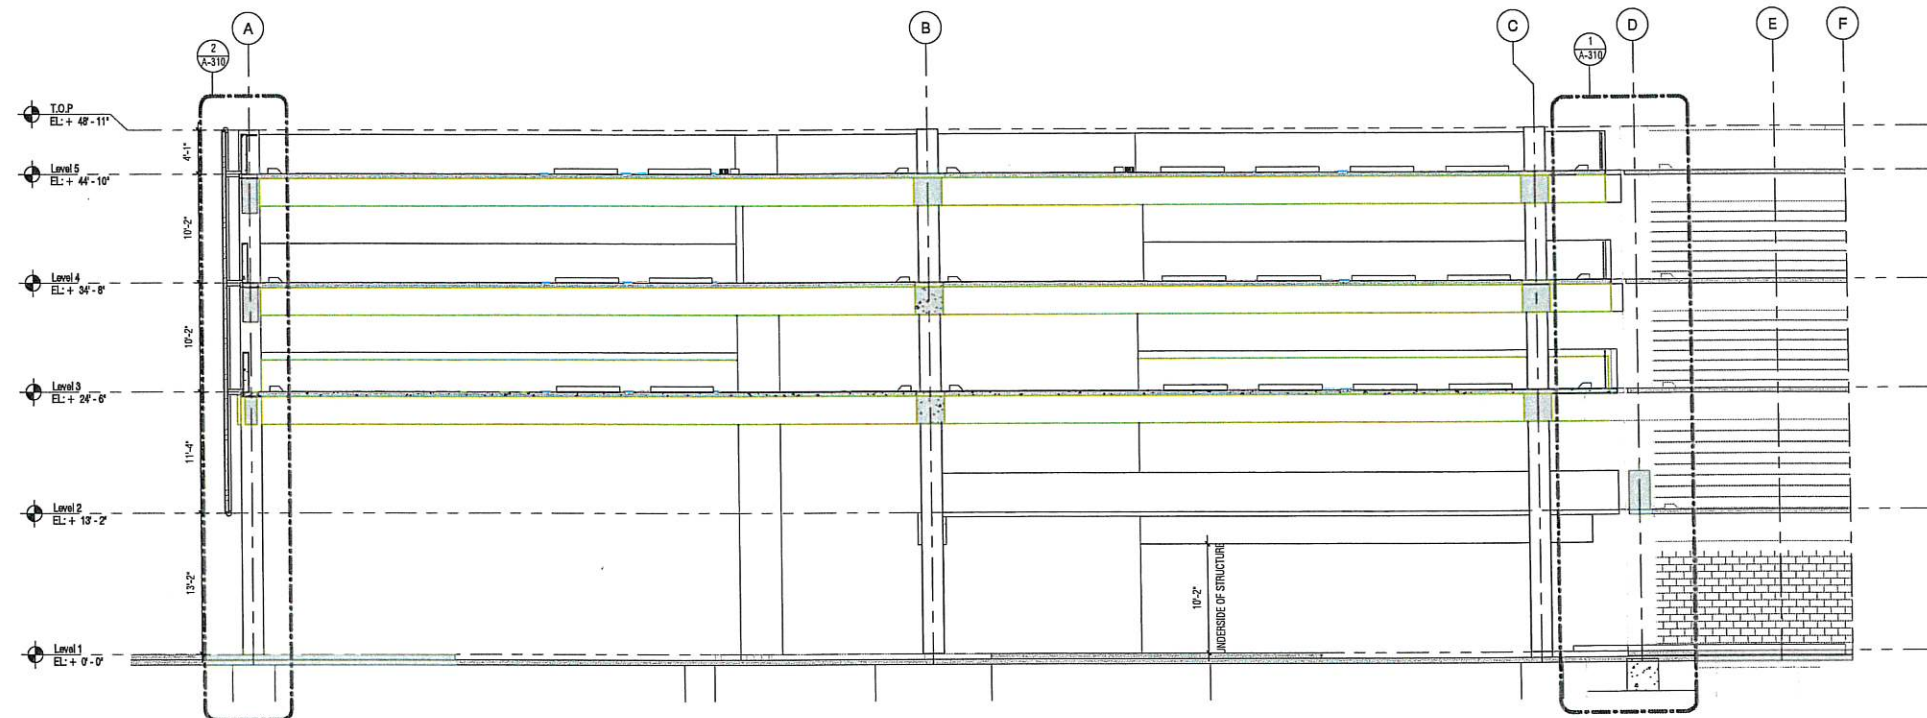 A
B
C
D
E
F
2
A-310
1
A-310
T.O.P
EL: + 48'-11"
4'-1"
Level 5
EL: + 44'-10"
10'-2"
Level 4
EL: + 34'-8"
10'-2"
Level 3
EL: + 24'-6"
11'-4"
Level 2
EL: + 13'-2"
13'-2"
10'-2"
UNDERSIDE OF STRUCTURE
Level 1
EL: + 0'-0"